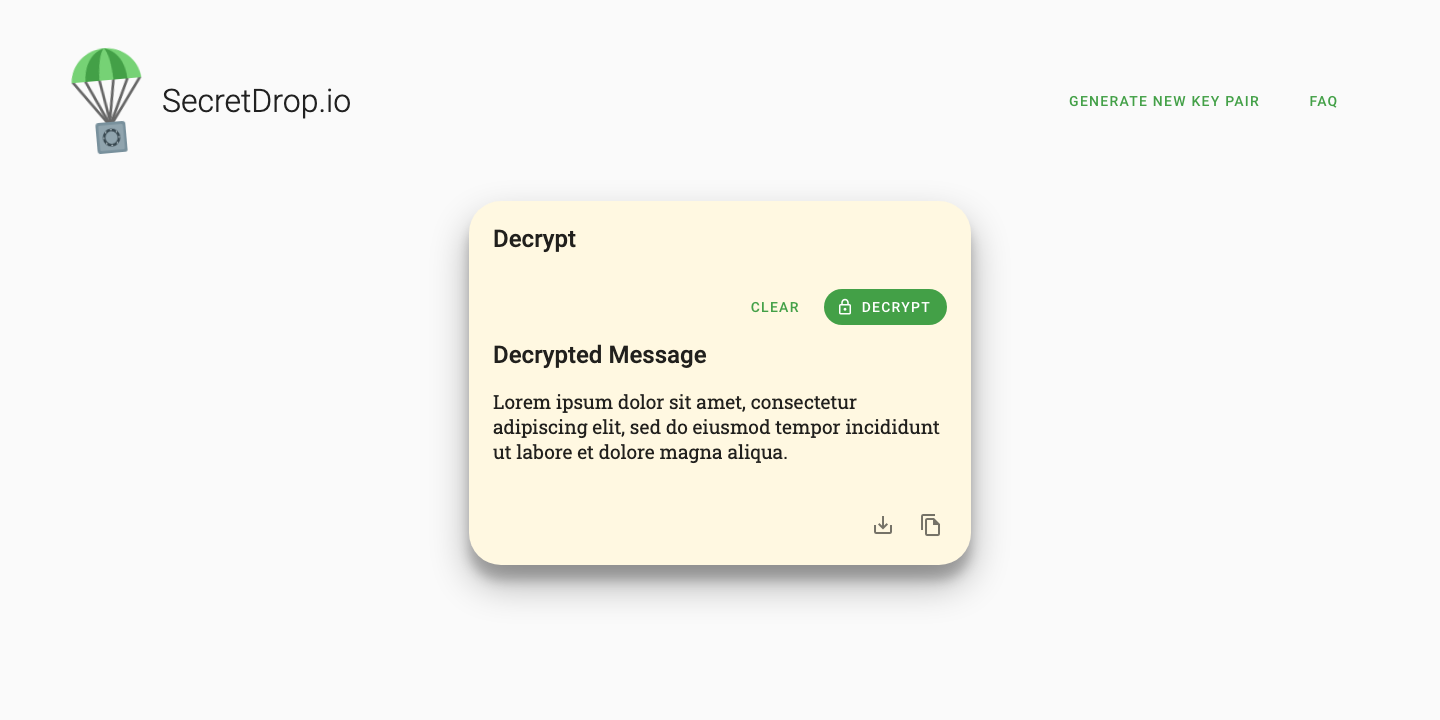 SecretDrop.io
GENERATE NEW KEY PAIR
FAQ
Decrypt
CLEAR
DECRYPT
Decrypted Message
Lorem ipsum dolor sit amet, consectetur
adipiscing elit, sed do eiusmod tempor incididunt
ut labore et dolore magna aliqua.